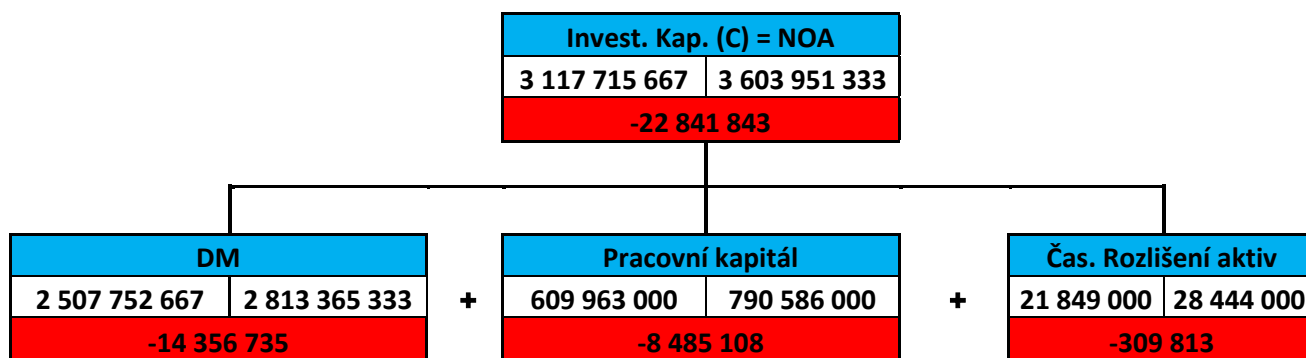 Invest. Kap. (C) = NOA
3 117 715 667 3 603 951 333
-22 841 843
DM Pracovní kapitál Čas. Rozlišení aktiv
2 507 752 667 2 813 365 333 + 609 963 000 790 586 000 + 21 849 000 28 444 000
-14 356 735 -8 485 108 -309 813